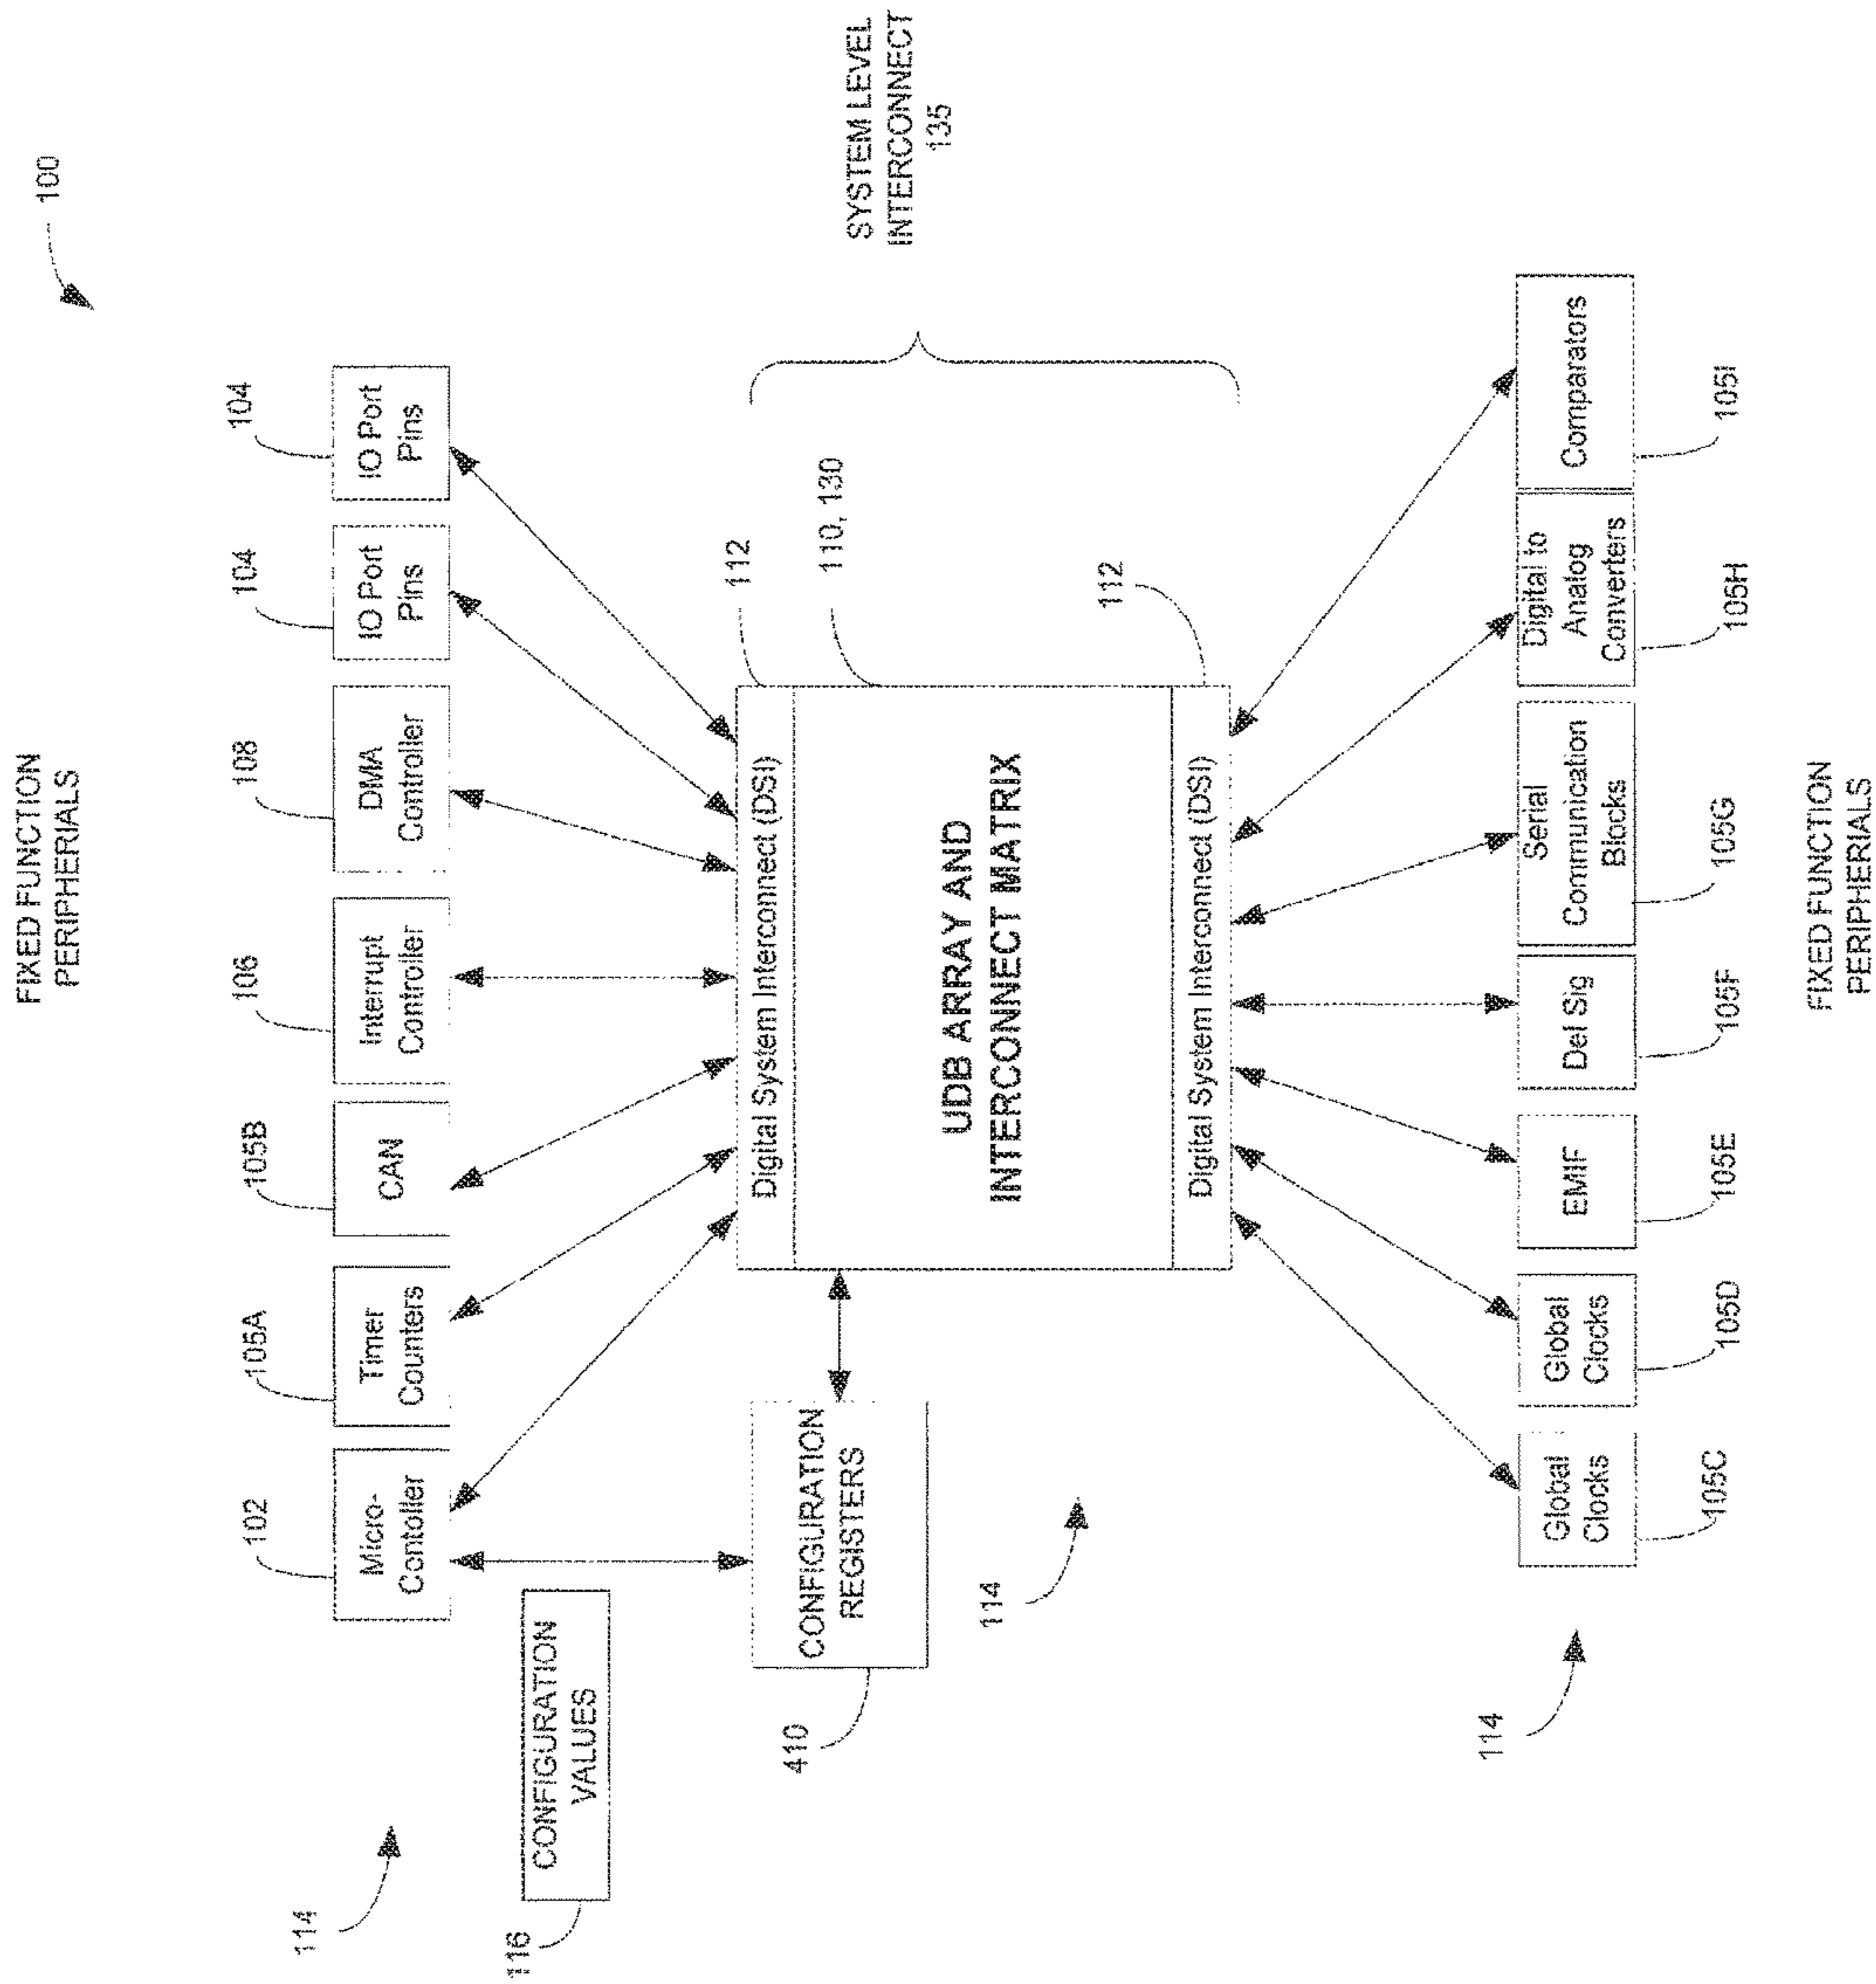 100
FIXED FUNCTION
PERIPHERIALS
102
105A
105B
106
108
104
104
Micro-
Contoller
Timer
Counters
CAN
Interrupt
Controller
DMA
Controller
IO Port
Pins
IO Port
Pins
114
116
CONFIGURATION
VALUES
112
Digital System Interconnect (DSI)
CONFIGURATION
REGISTERS
410
110, 130
UDB ARRAY AND
INTERCONNECT MATRIX
SYSTEM LEVEL
INTERCONNECT
135
114
112
Digital System Interconnect (DSI)
114
Global
Clocks
Global
Clocks
EMIF
Del Sig
Serial
Communication
Blocks
Digital to
Analog
Converters
Comparators
105C
105D
105E
105F
105G
105H
105I
FIXED FUNCTION
PERIPHERIALS